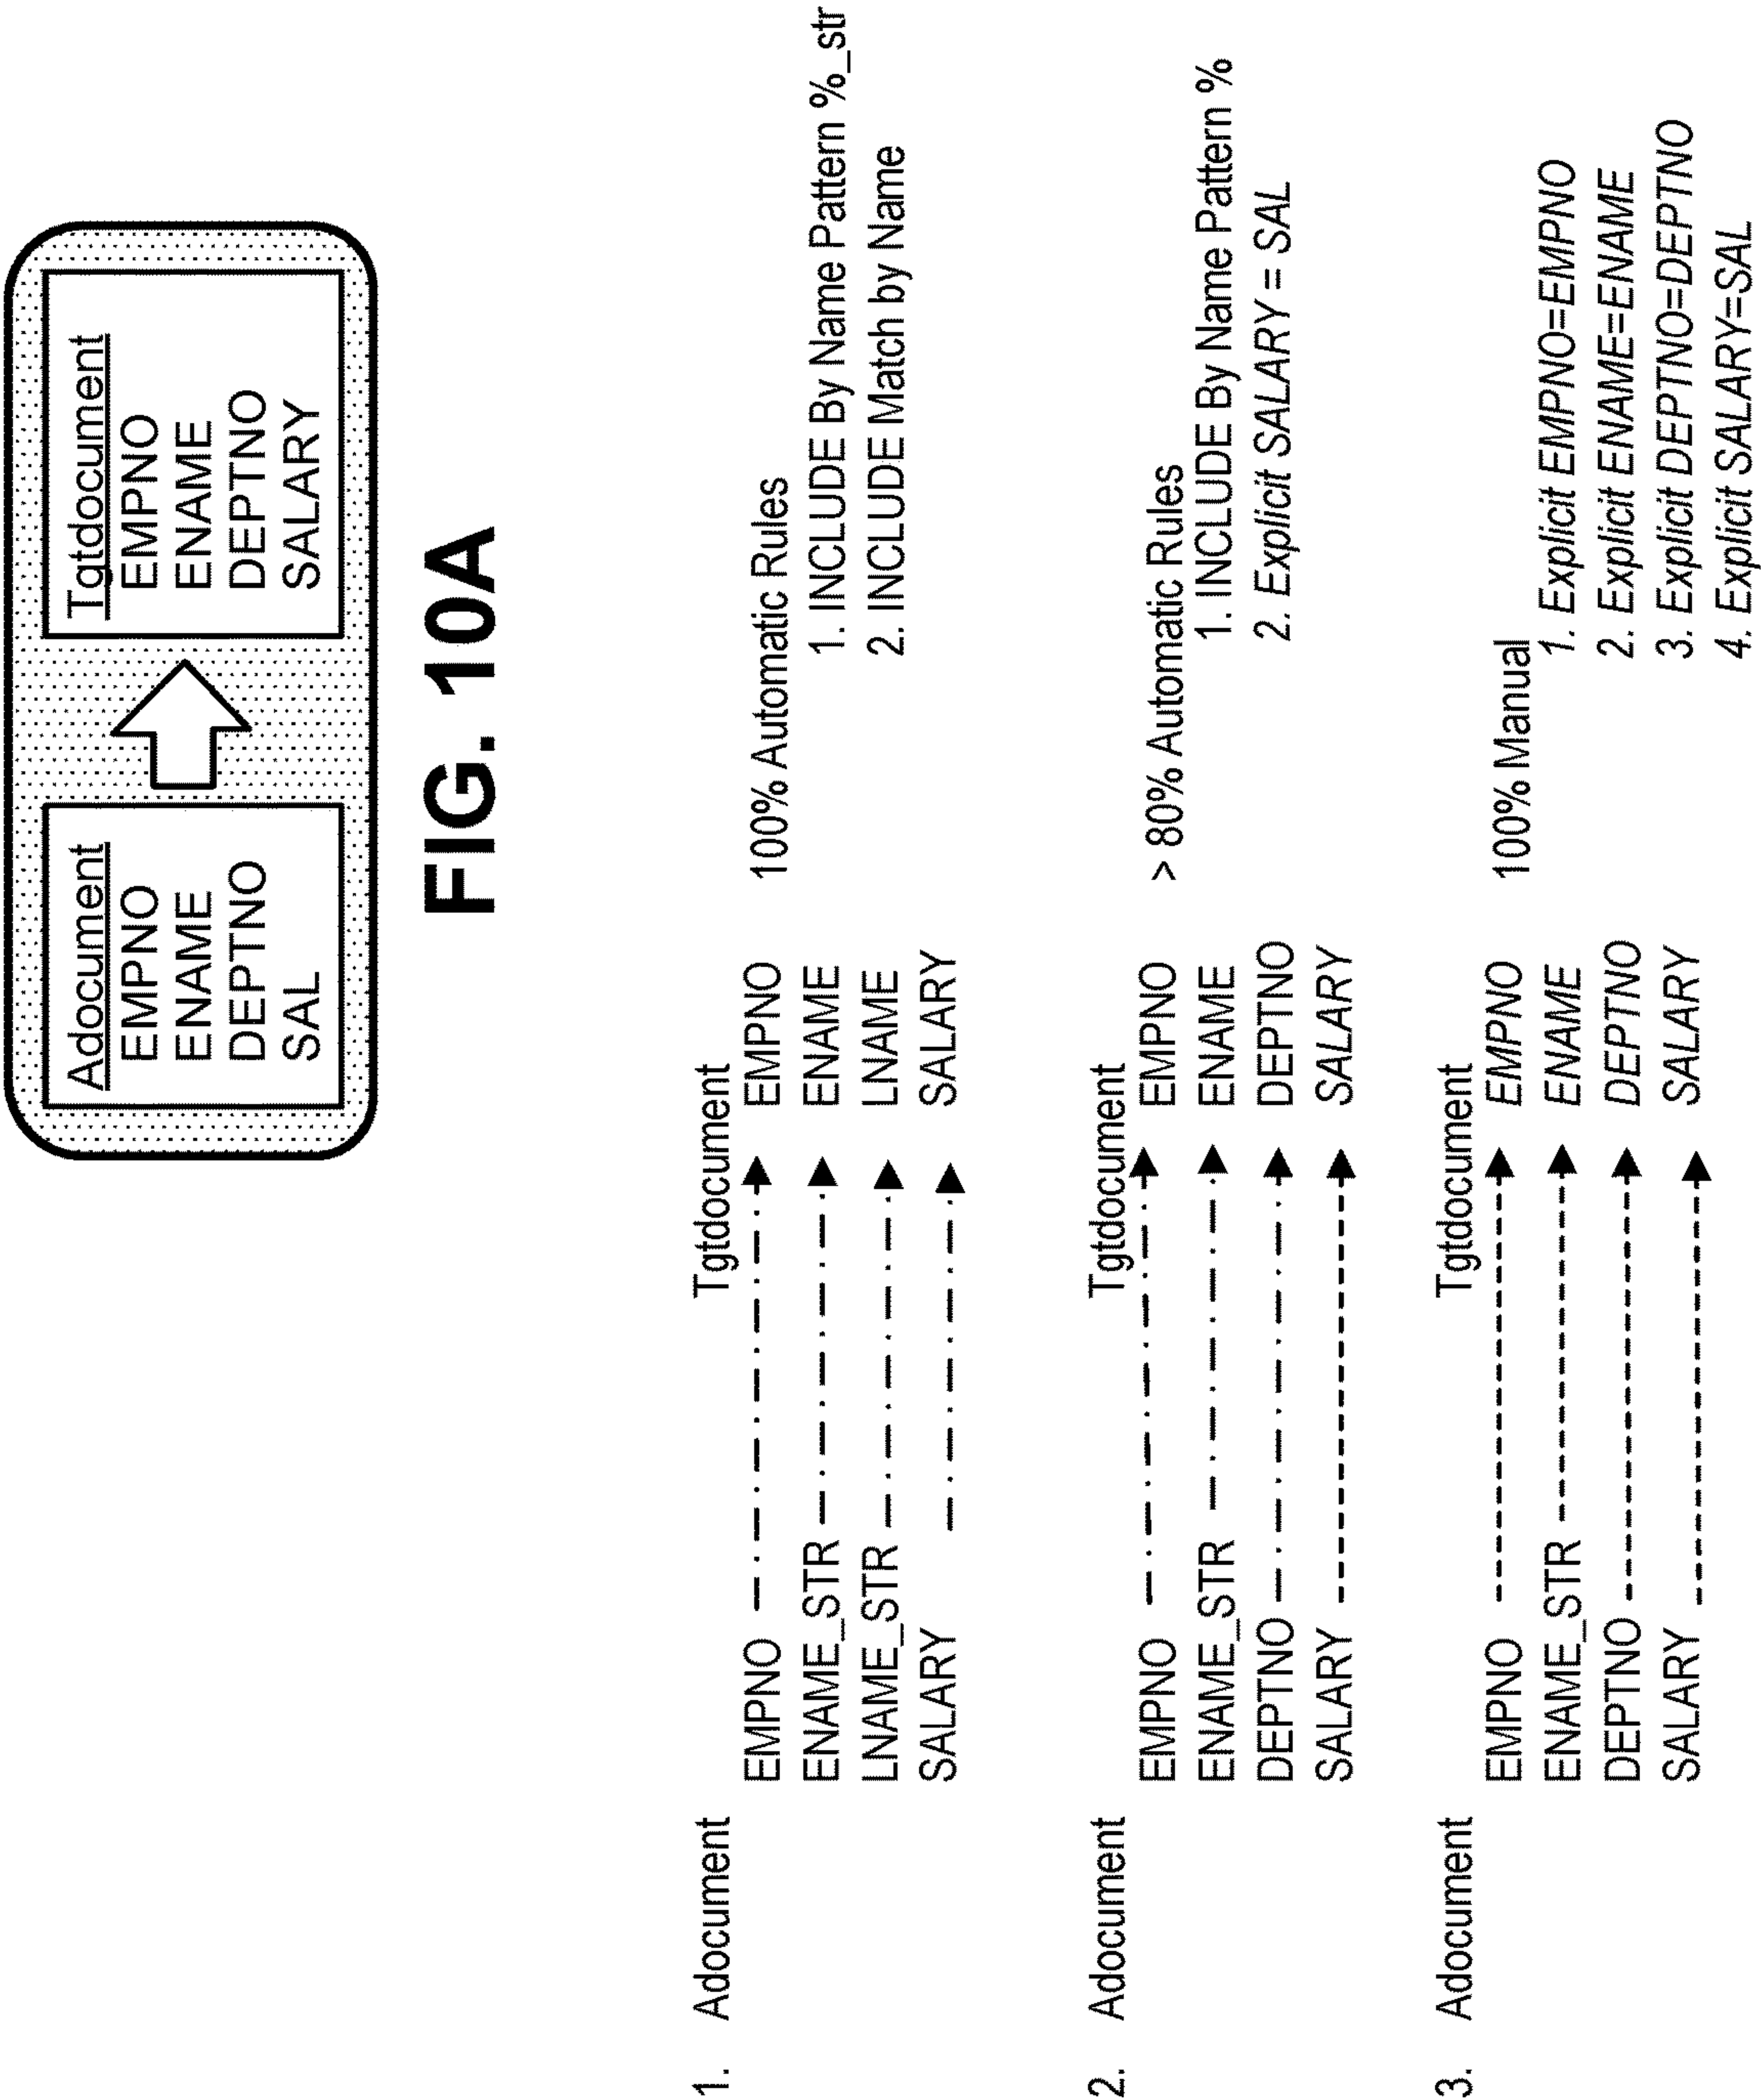 Adocument
EMPNO
ENAME
DEPTNO
SAL
Tgtdocument
EMPNO
ENAME
DEPTNO
SALARY
FIG. 10A
1. Adocument Tgtdocument
EMPNO EMPNO 100% Automatic Rules
ENAME_STR ENAME 1. INCLUDE By Name Pattern %_str
LNAME_STR LNAME 2. INCLUDE Match by Name
SALARY SALARY
2. Adocument Tgtdocument
EMPNO EMPNO > 80% Automatic Rules
ENAME_STR ENAME 1. INCLUDE By Name Pattern %
DEPTNO DEPTNO 2. Explicit SALARY = SAL
SALARY SALARY
3. Adocument Tgtdocument
EMPNO EMPNO 100% Manual
ENAME_STR ENAME 1. Explicit EMPNO=EMPNO
DEPTNO DEPTNO 2. Explicit ENAME=ENAME
SALARY SALARY 3. Explicit DEPTNO=DEPTNO
4. Explicit SALARY=SAL